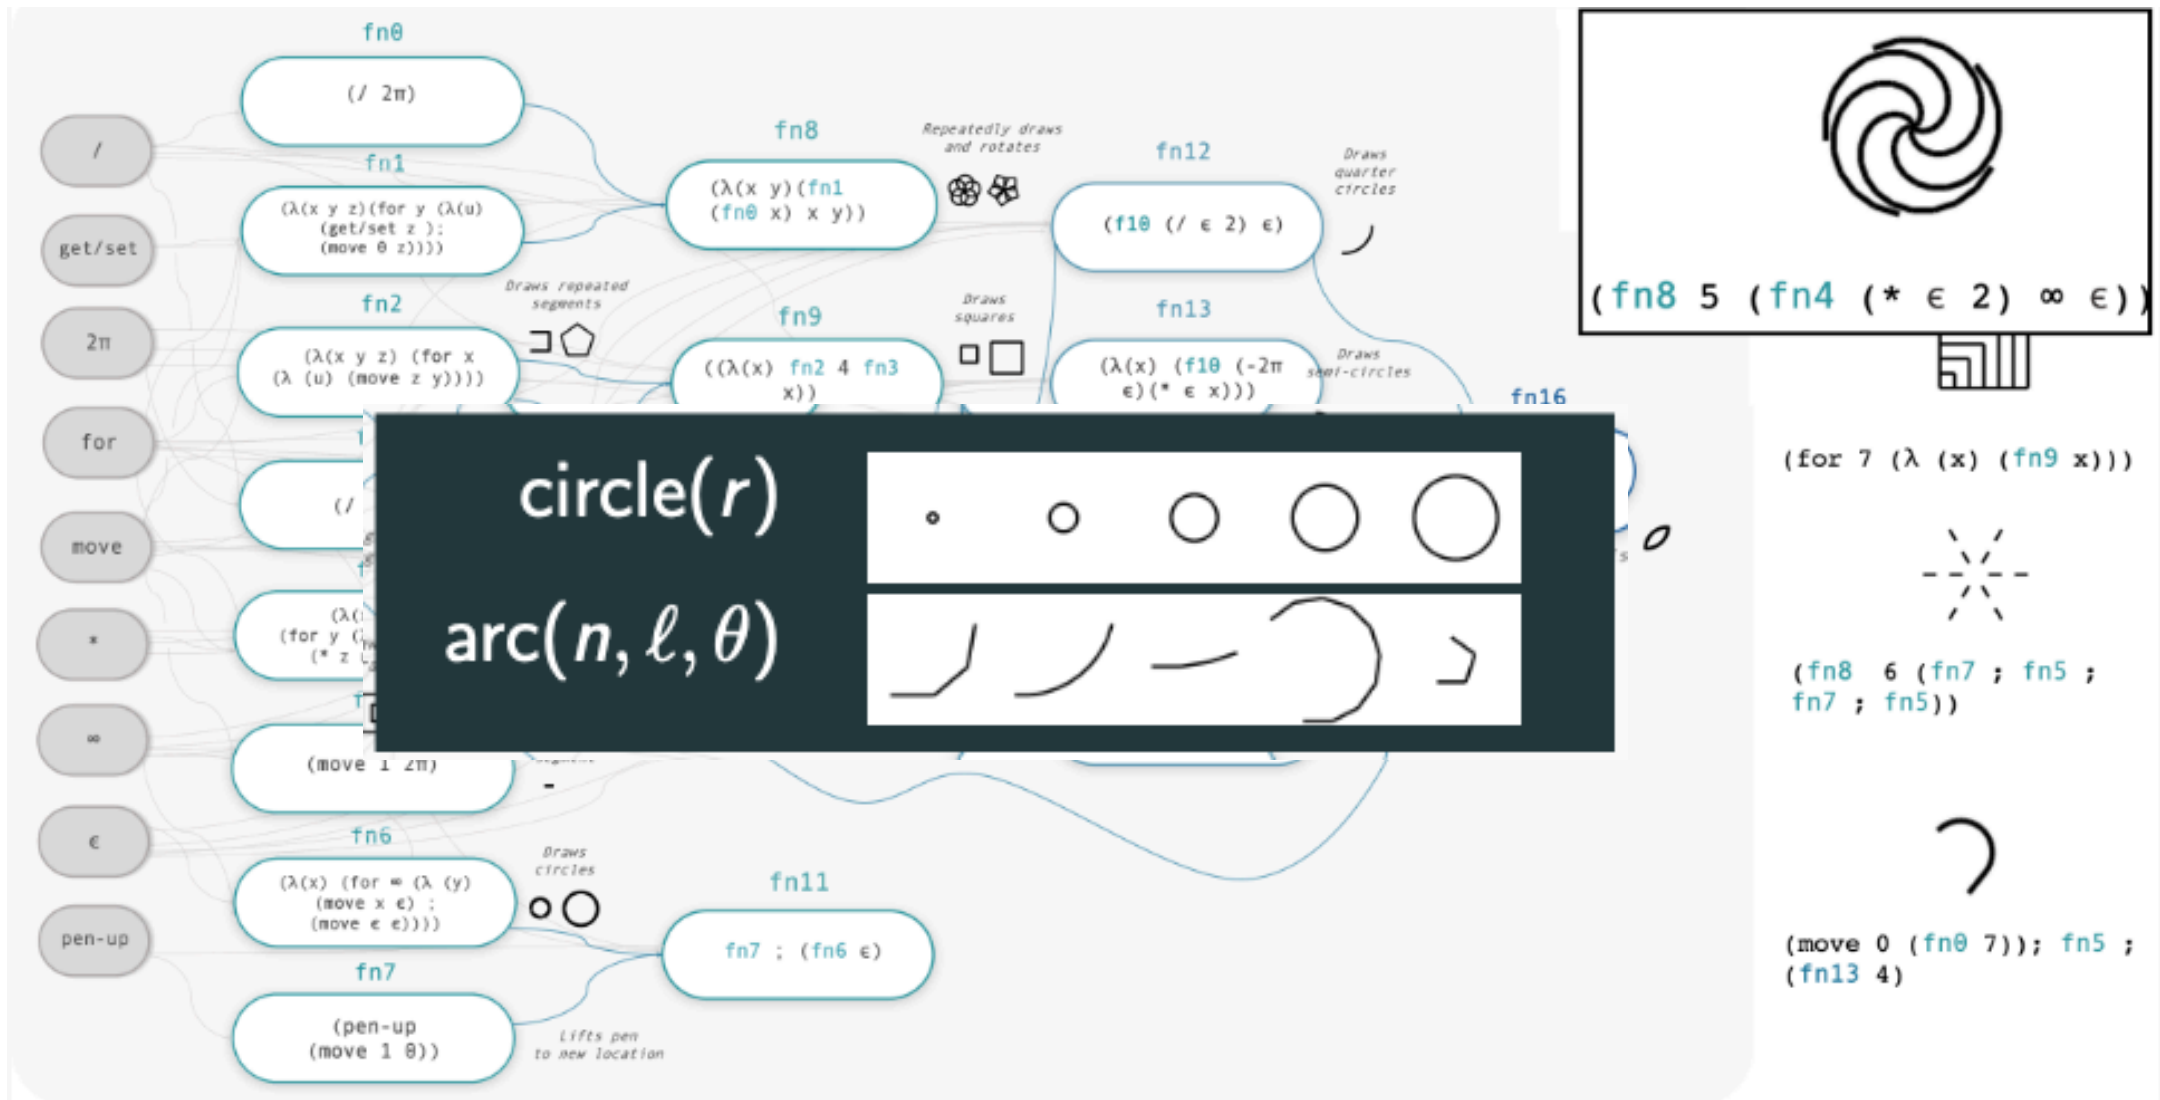 /
get/set
2π
for
move
*
∞
ϵ
pen-up
fn0
(/ 2π)
fn1
(λ(x y z)(for y (λ(u)
(get/set z );
(move 0 z))))
fn2
(λ(x y z) (for x
(λ (u) (move z y))))
Draws repeated
segments
(/
(for y
(* z
(move 1 2π)
fn6
(λ(x) (for ∞ (λ (y)
(move x ϵ) ;
(move ϵ ϵ))))
Draws
circles
fn7
(pen-up
(move 1 0))
Lifts pen
to new location
fn8
(λ(x y)(fn1
(fn0 x) x y))
Repeatedly draws
and rotates
fn9
((λ(x) fn2 4 fn3
x))
Draws
squares
fn11
fn7 ; (fn6 ϵ)
fn12
(f10 (/ ϵ 2) ϵ)
Draws
quarter
circles
fn13
(λ(x) (f10 (-2π
ϵ)(* ϵ x)))
Draws
semi-circles
fn16
circle(r)
arc(n, ℓ, θ)
(fn8 5 (fn4 (* ϵ 2) ∞ ϵ))
(for 7 (λ (x) (fn9 x)))
(fn8 6 (fn7 ; fn5 ;
fn7 ; fn5))
(move 0 (fn0 7)); fn5 ;
(fn13 4)